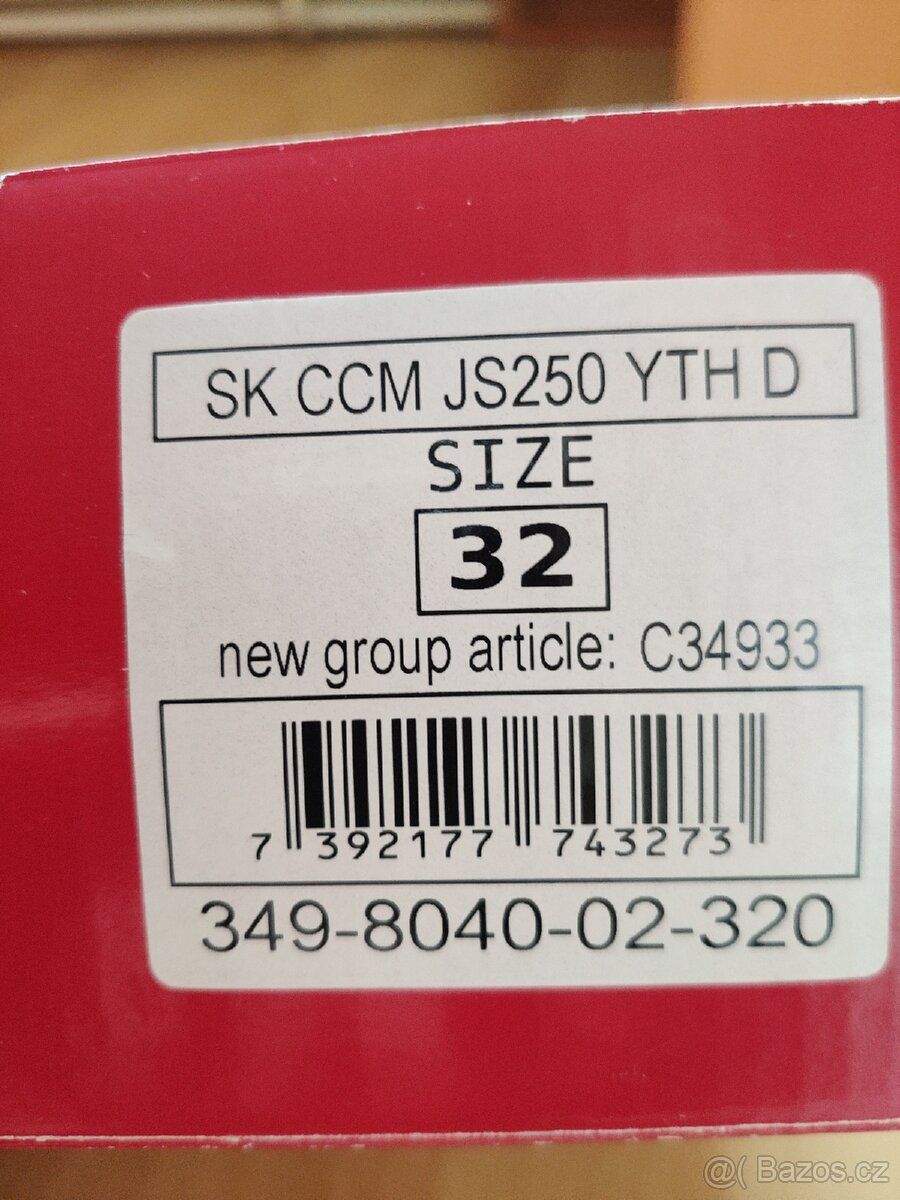 SK CCM JS250 YTH D
SIZE
32
new group article: C34933
7 392177 743273
349-8040-02-320
@( Bazos.cz